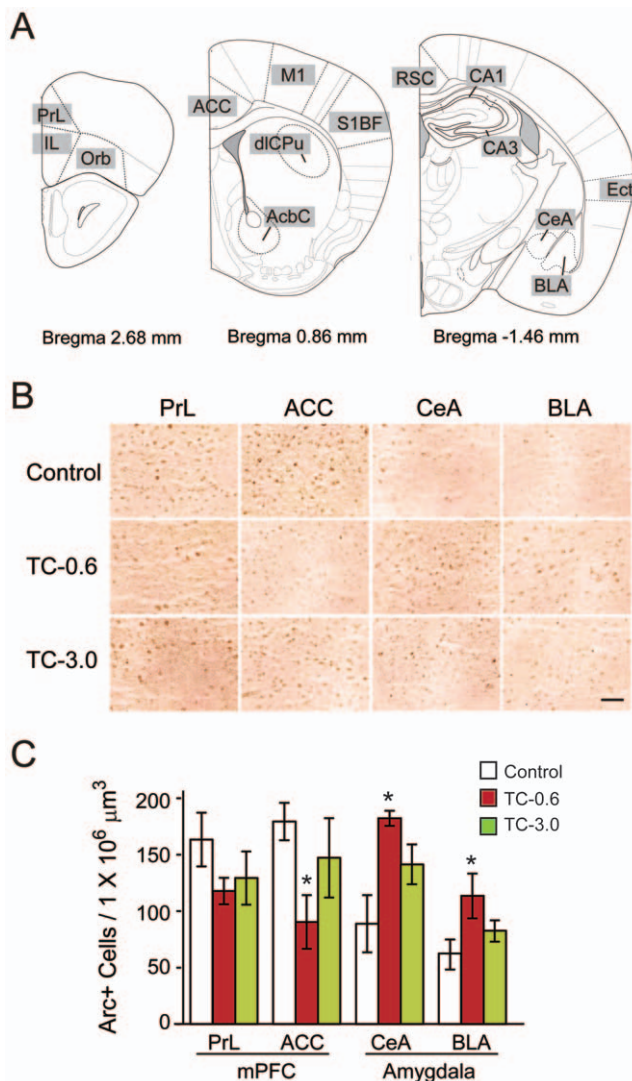 A
PrL
IL
Orb
ACC
M1
S1BF
dlCPu
AcbC
RSC
CA1
CA3
Ect
CeA
BLA
Bregma 2.68 mm
Bregma 0.86 mm
Bregma -1.46 mm
B
PrL ACC CeA BLA
Control
TC-0.6
TC-3.0
C
Control
TC-0.6
TC-3.0
Arc+ Cells / 1 X 10⁶ μm³
200
150
100
50
0
* * *
PrL ACC CeA BLA
mPFC Amygdala